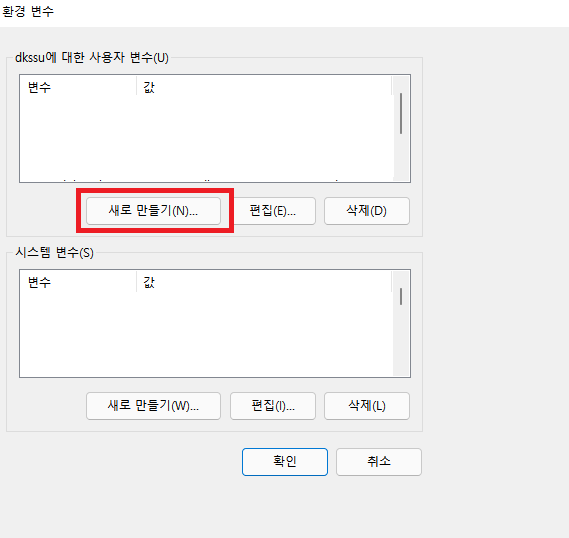 환경 변수
dkssu에 대한 사용자 변수(U)
변수 값
새로 만들기(N)... 편집(E)... 삭제(D)
시스템 변수(S)
변수 값
새로 만들기(W)... 편집(I)... 삭제(L)
확인 취소